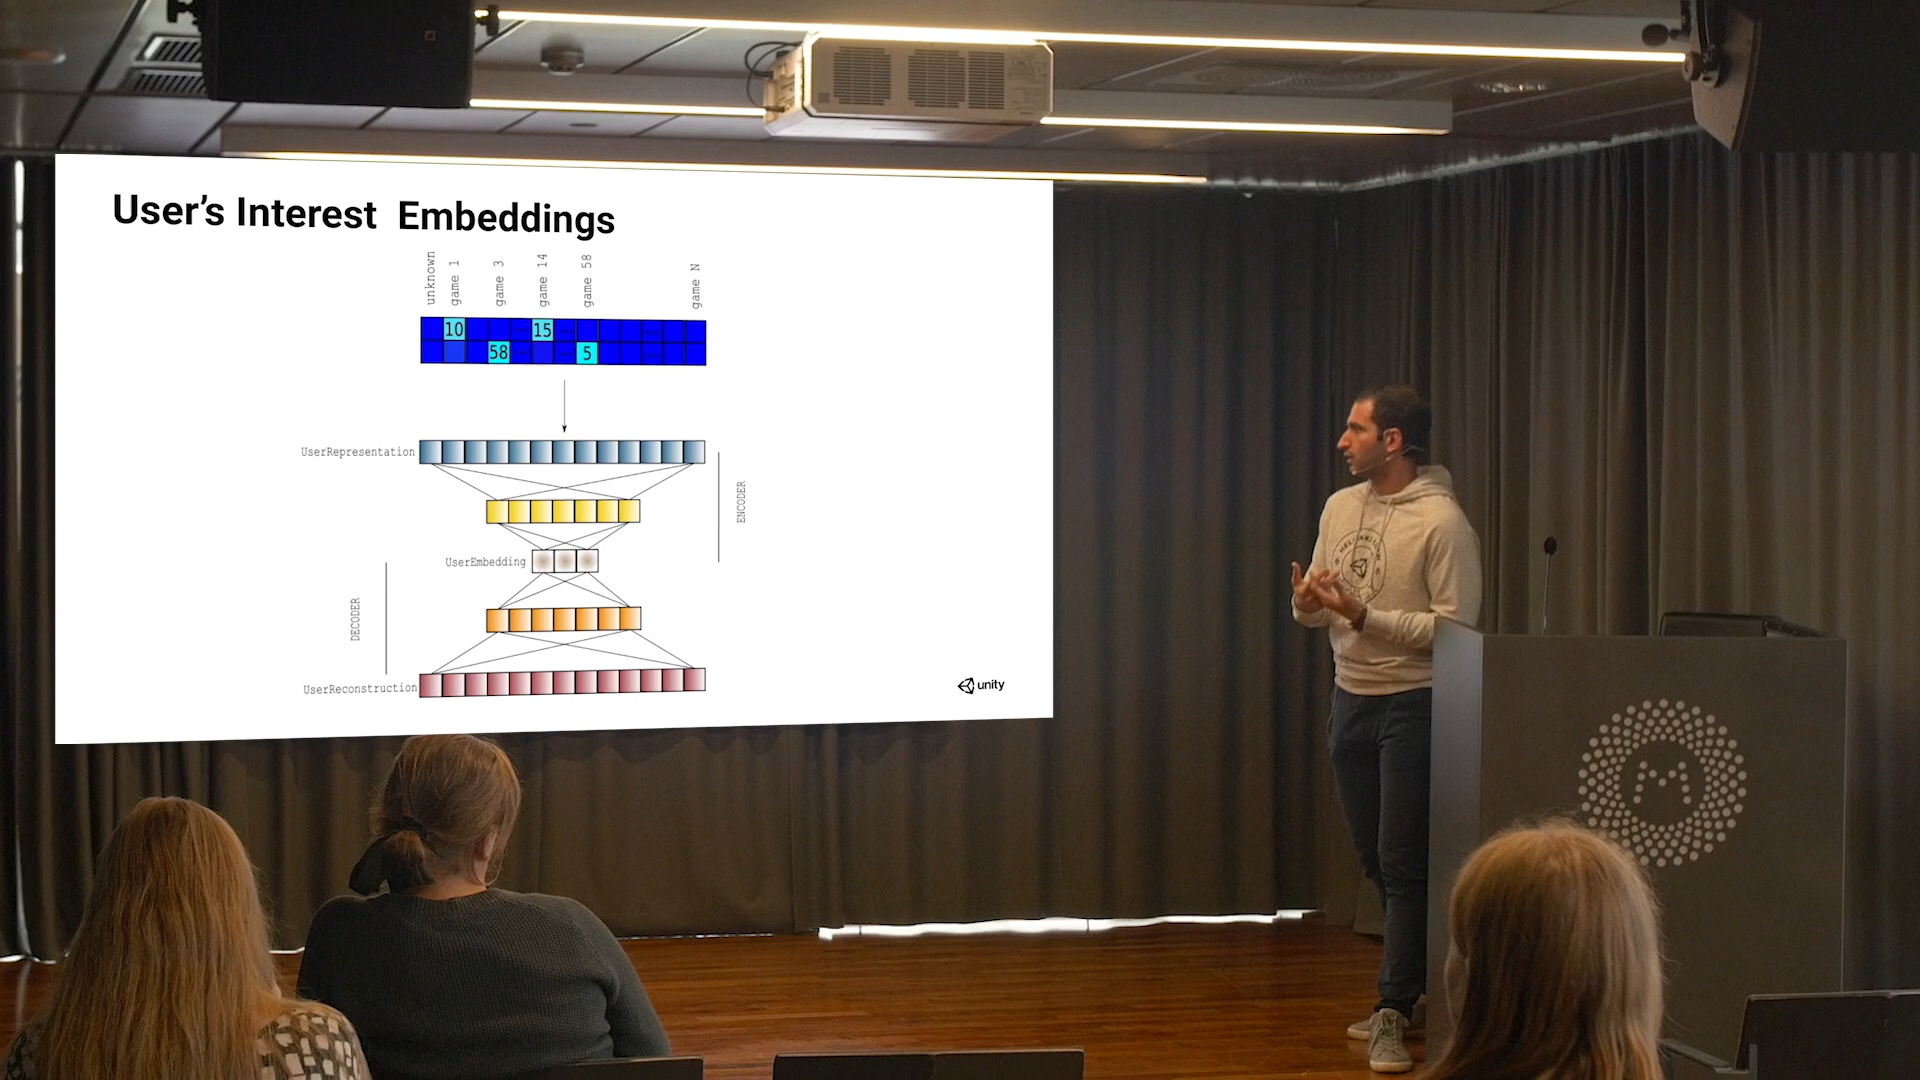 User's Interest Embeddings
unknown
game 1
game 3
game 14
game 58
game N
10
15
58
5
UserRepresentation
ENCODER
UserEmbedding
DECODER
UserReconstruction
unity
M